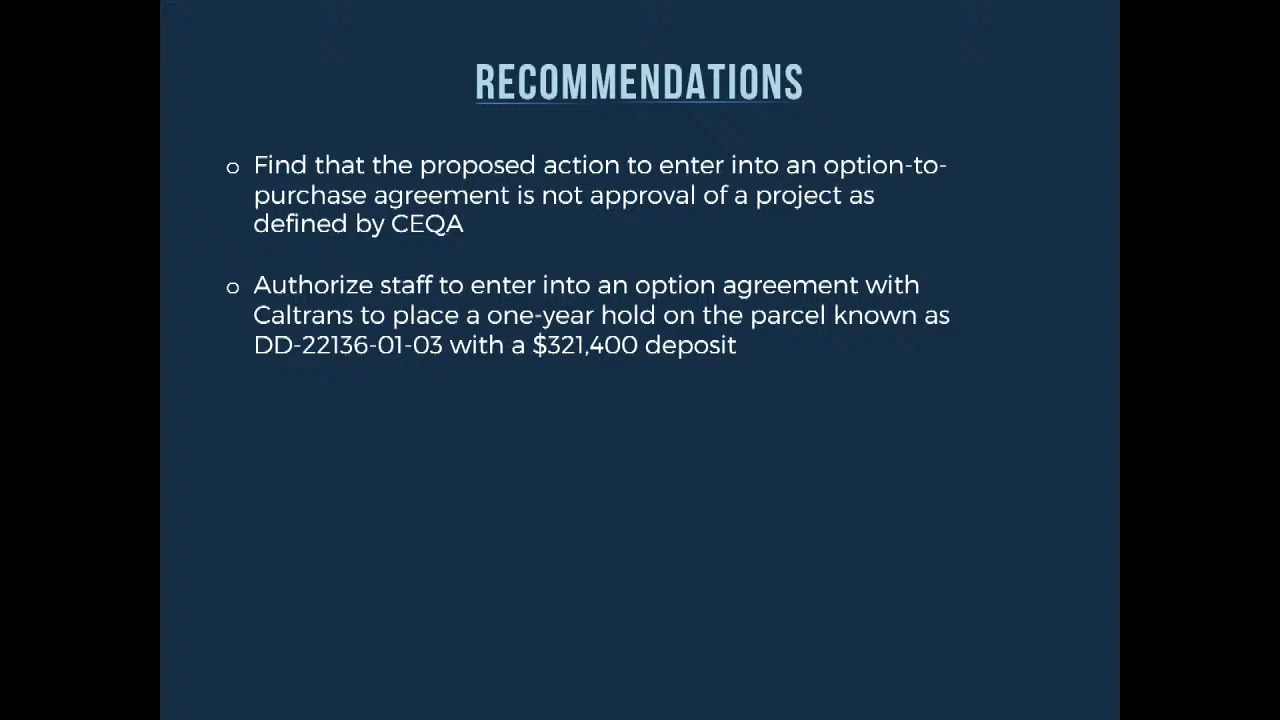 RECOMMENDATIONS
o Find that the proposed action to enter into an option-to-
purchase agreement is not approval of a project as
defined by CEQA
o Authorize staff to enter into an option agreement with
Caltrans to place a one-year hold on the parcel known as
DD-22136-01-03 with a $321,400 deposit